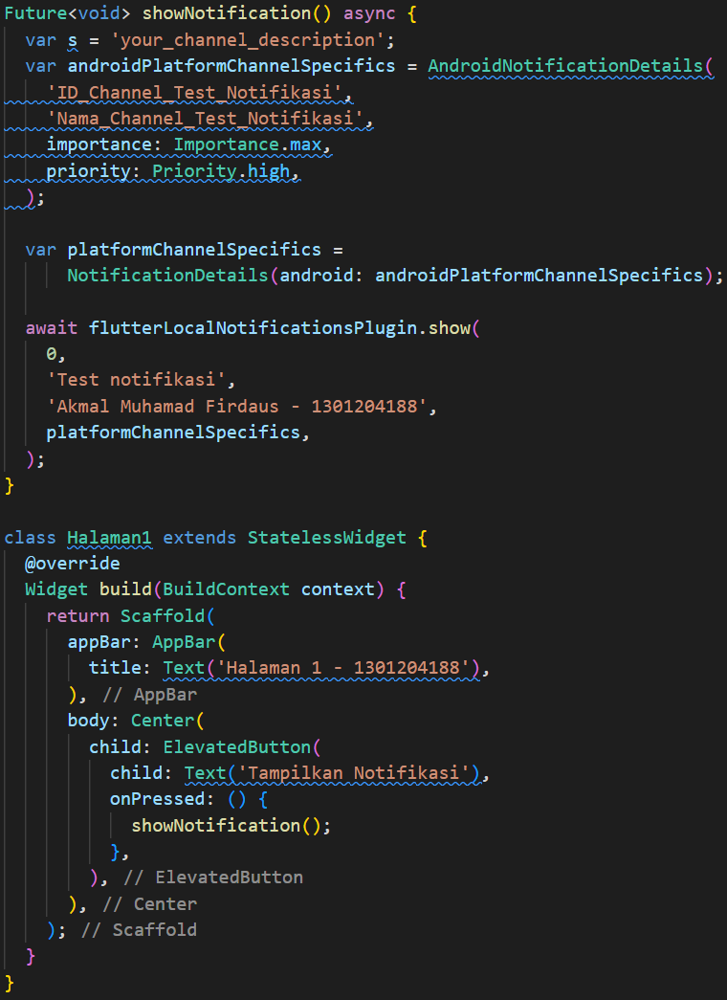 Future<void> showNotification() async {
  var s = 'your_channel_description';
  var androidPlatformChannelSpecifics = AndroidNotificationDetails(
    'ID_Channel_Test_Notifikasi',
    'Nama_Channel_Test_Notifikasi',
    importance: Importance.max,
    priority: Priority.high,
  );
  var platformChannelSpecifics =
      NotificationDetails(android: androidPlatformChannelSpecifics);
  await flutterLocalNotificationsPlugin.show(
    0,
    'Test notifikasi',
    'Akmal Muhamad Firdaus - 1301204188',
    platformChannelSpecifics,
  );
}
class Halaman1 extends StatelessWidget {
  @override
  Widget build(BuildContext context) {
    return Scaffold(
      appBar: AppBar(
        title: Text('Halaman 1 - 1301204188'),
      ), // AppBar
      body: Center(
        child: ElevatedButton(
          child: Text('Tampilkan Notifikasi'),
          onPressed: () {
            showNotification();
          },
        ), // ElevatedButton
      ), // Center
    ); // Scaffold
  }
}